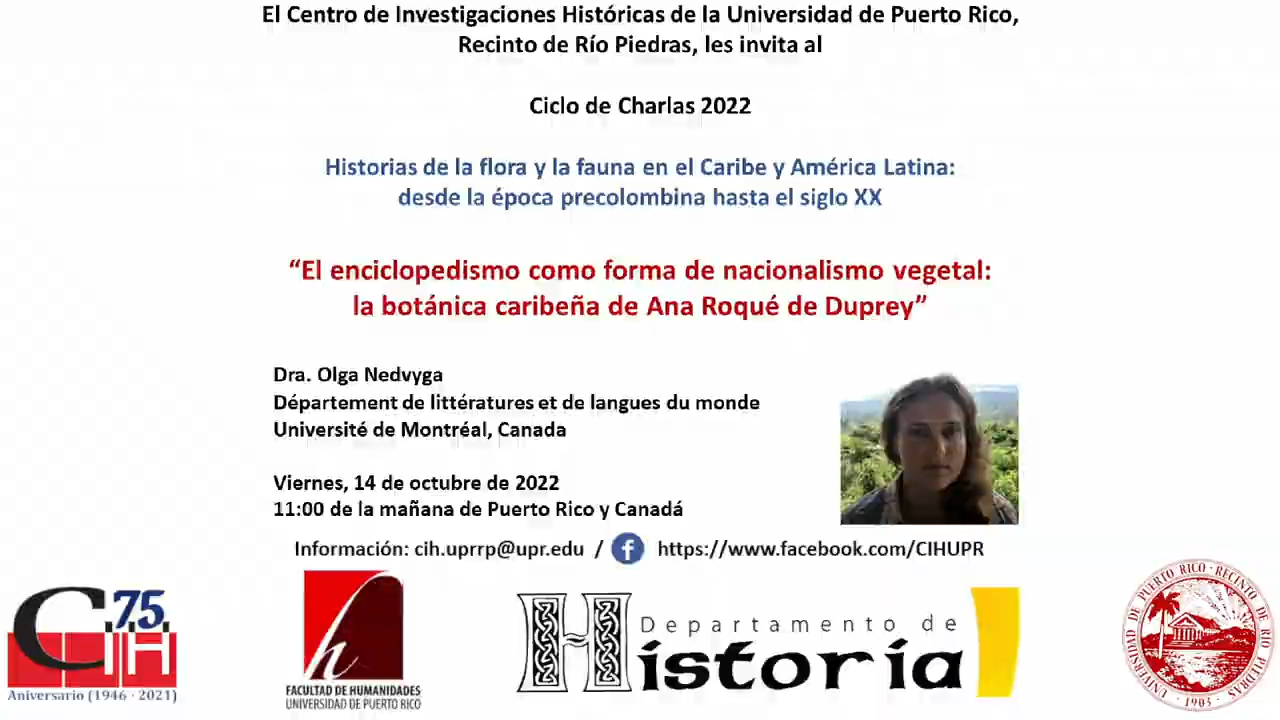 El Centro de Investigaciones Históricas de la Universidad de Puerto Rico,
Recinto de Río Piedras, les invita al
Ciclo de Charlas 2022
Historias de la flora y la fauna en el Caribe y América Latina:
desde la época precolombina hasta el siglo XX
“El enciclopedismo como forma de nacionalismo vegetal:
la botánica caribeña de Ana Roqué de Duprey”
Dra. Olga Nedvyga
Département de littératures et de langues du monde
Université de Montréal, Canada
Viernes, 14 de octubre de 2022
11:00 de la mañana de Puerto Rico y Canadá
Información: cih.uprrp@upr.edu / f https://www.facebook.com/CIHUPR
75
CIH
Aniversario (1946 - 2021)
h
FACULTAD DE HUMANIDADES
UNIVERSIDAD DE PUERTO RICO
Departamento de
Historia
UNIVERSIDAD DE PUERTO RICO · RECINTO DE RÍO PIEDRAS
1903